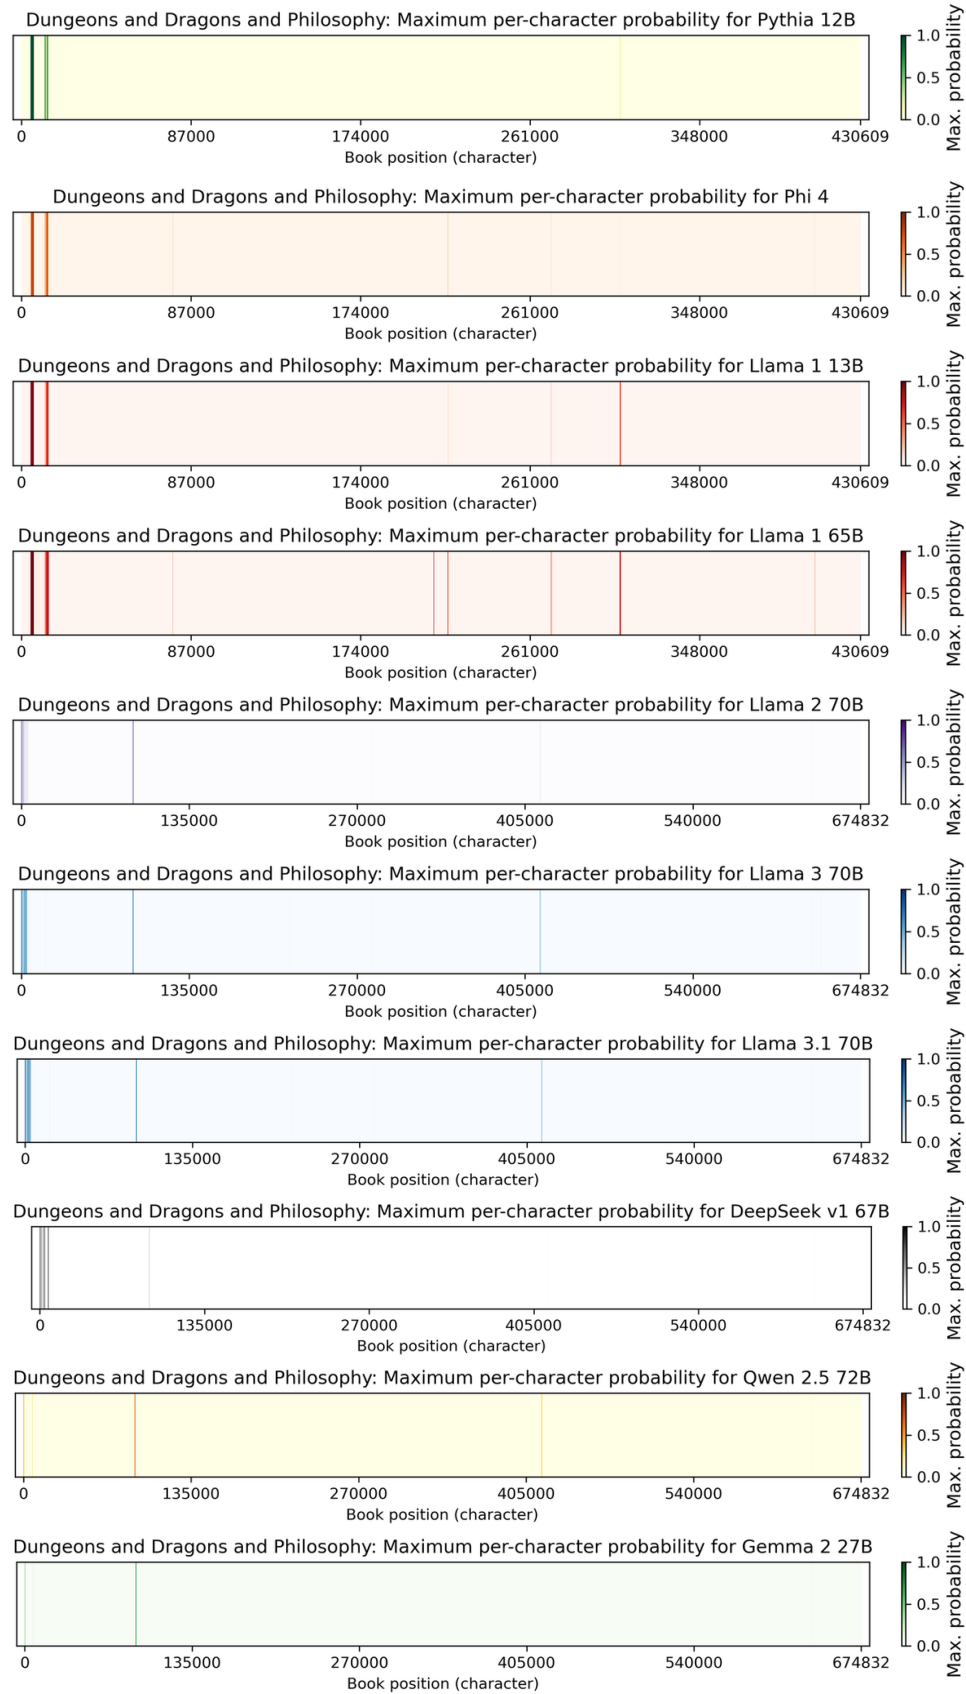 Dungeons and Dragons and Philosophy: Maximum per-character probability for Pythia 12B
1.0
0.5
0.0
Max. probability
0 87000 174000 261000 348000 430609
Book position (character)
Dungeons and Dragons and Philosophy: Maximum per-character probability for Phi 4
1.0
0.5
0.0
Max. probability
0 87000 174000 261000 348000 430609
Book position (character)
Dungeons and Dragons and Philosophy: Maximum per-character probability for Llama 1 13B
1.0
0.5
0.0
Max. probability
0 87000 174000 261000 348000 430609
Book position (character)
Dungeons and Dragons and Philosophy: Maximum per-character probability for Llama 1 65B
1.0
0.5
0.0
Max. probability
0 87000 174000 261000 348000 430609
Book position (character)
Dungeons and Dragons and Philosophy: Maximum per-character probability for Llama 2 70B
1.0
0.5
0.0
Max. probability
0 135000 270000 405000 540000 674832
Book position (character)
Dungeons and Dragons and Philosophy: Maximum per-character probability for Llama 3 70B
1.0
0.5
0.0
Max. probability
0 135000 270000 405000 540000 674832
Book position (character)
Dungeons and Dragons and Philosophy: Maximum per-character probability for Llama 3.1 70B
1.0
0.5
0.0
Max. probability
0 135000 270000 405000 540000 674832
Book position (character)
Dungeons and Dragons and Philosophy: Maximum per-character probability for DeepSeek v1 67B
1.0
0.5
0.0
Max. probability
0 135000 270000 405000 540000 674832
Book position (character)
Dungeons and Dragons and Philosophy: Maximum per-character probability for Qwen 2.5 72B
1.0
0.5
0.0
Max. probability
0 135000 270000 405000 540000 674832
Book position (character)
Dungeons and Dragons and Philosophy: Maximum per-character probability for Gemma 2 27B
1.0
0.5
0.0
Max. probability
0 135000 270000 405000 540000 674832
Book position (character)